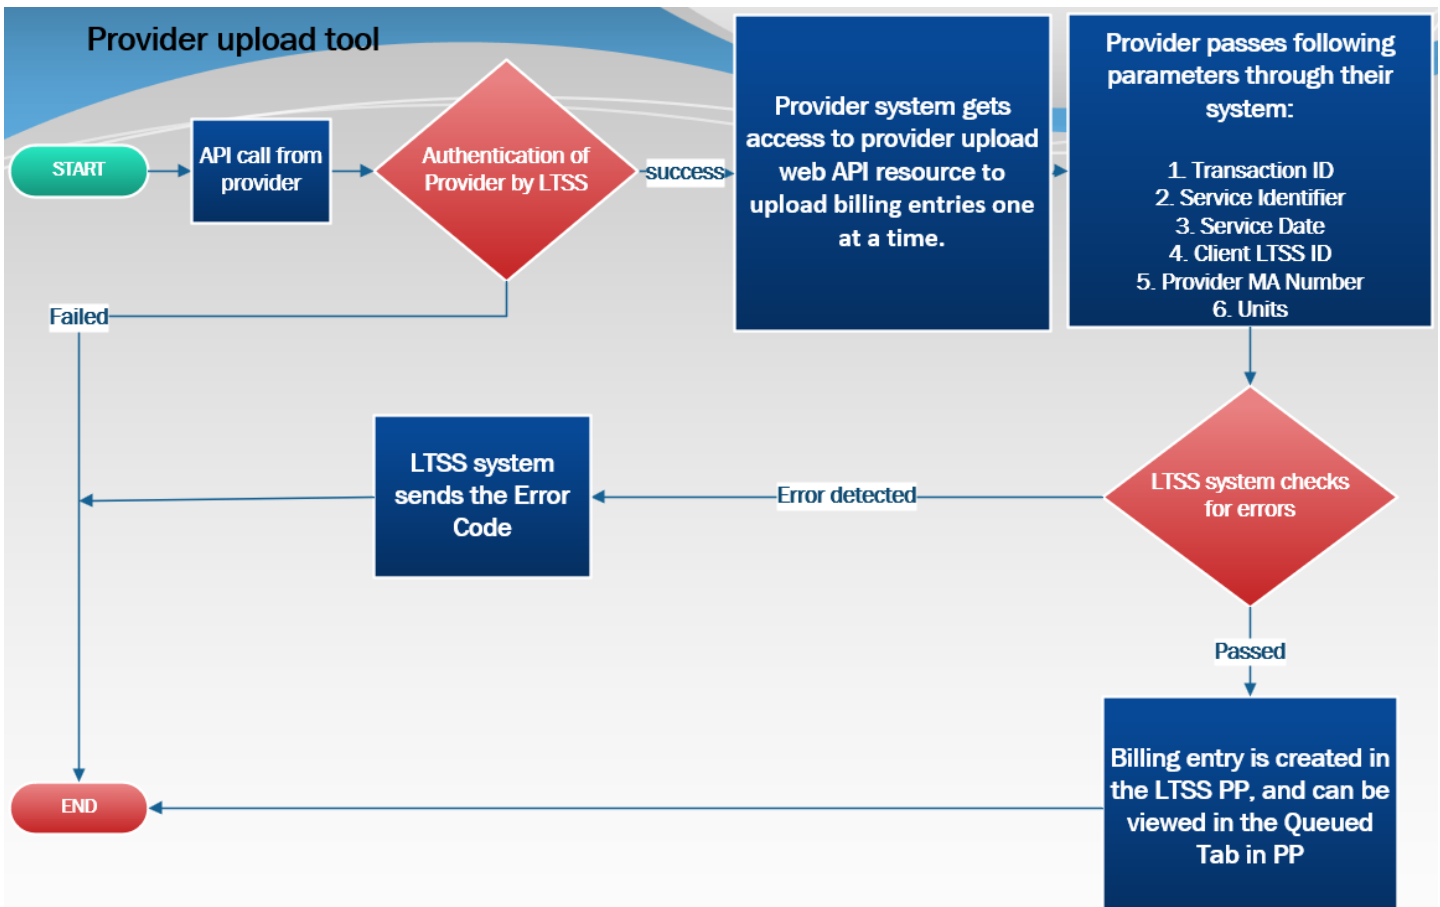 Provider upload tool
START
API call from
provider
Authentication of
Provider by LTSS
success
Provider system gets
access to provider upload
web API resource to
upload billing entries one
at a time.
Provider passes following
parameters through their
system:
1. Transaction ID
2. Service Identifier
3. Service Date
4. Client LTSS ID
5. Provider MA Number
6. Units
Failed
LTSS system
sends the Error
Code
Error detected
LTSS system checks
for errors
Passed
Billing entry is created in
the LTSS PP, and can be
viewed in the Queued
Tab in PP
END